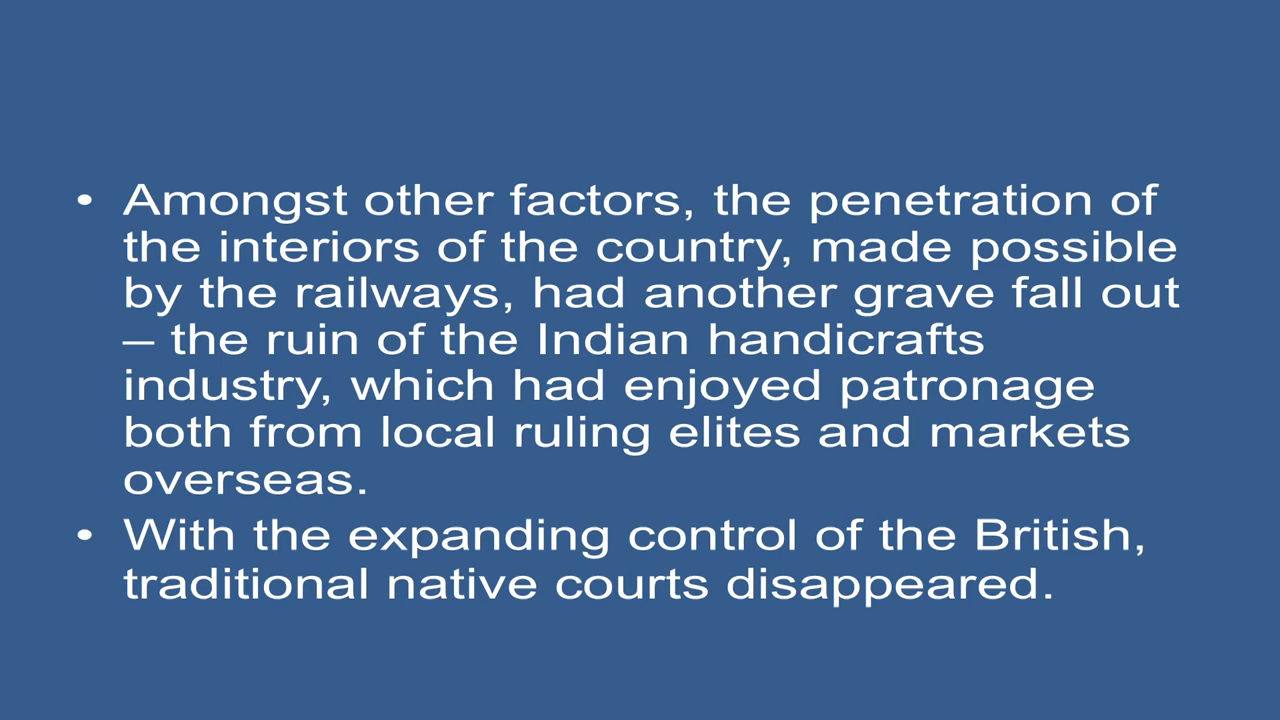 • Amongst other factors, the penetration of
the interiors of the country, made possible
by the railways, had another grave fall out
– the ruin of the Indian handicrafts
industry, which had enjoyed patronage
both from local ruling elites and markets
overseas.
• With the expanding control of the British,
traditional native courts disappeared.